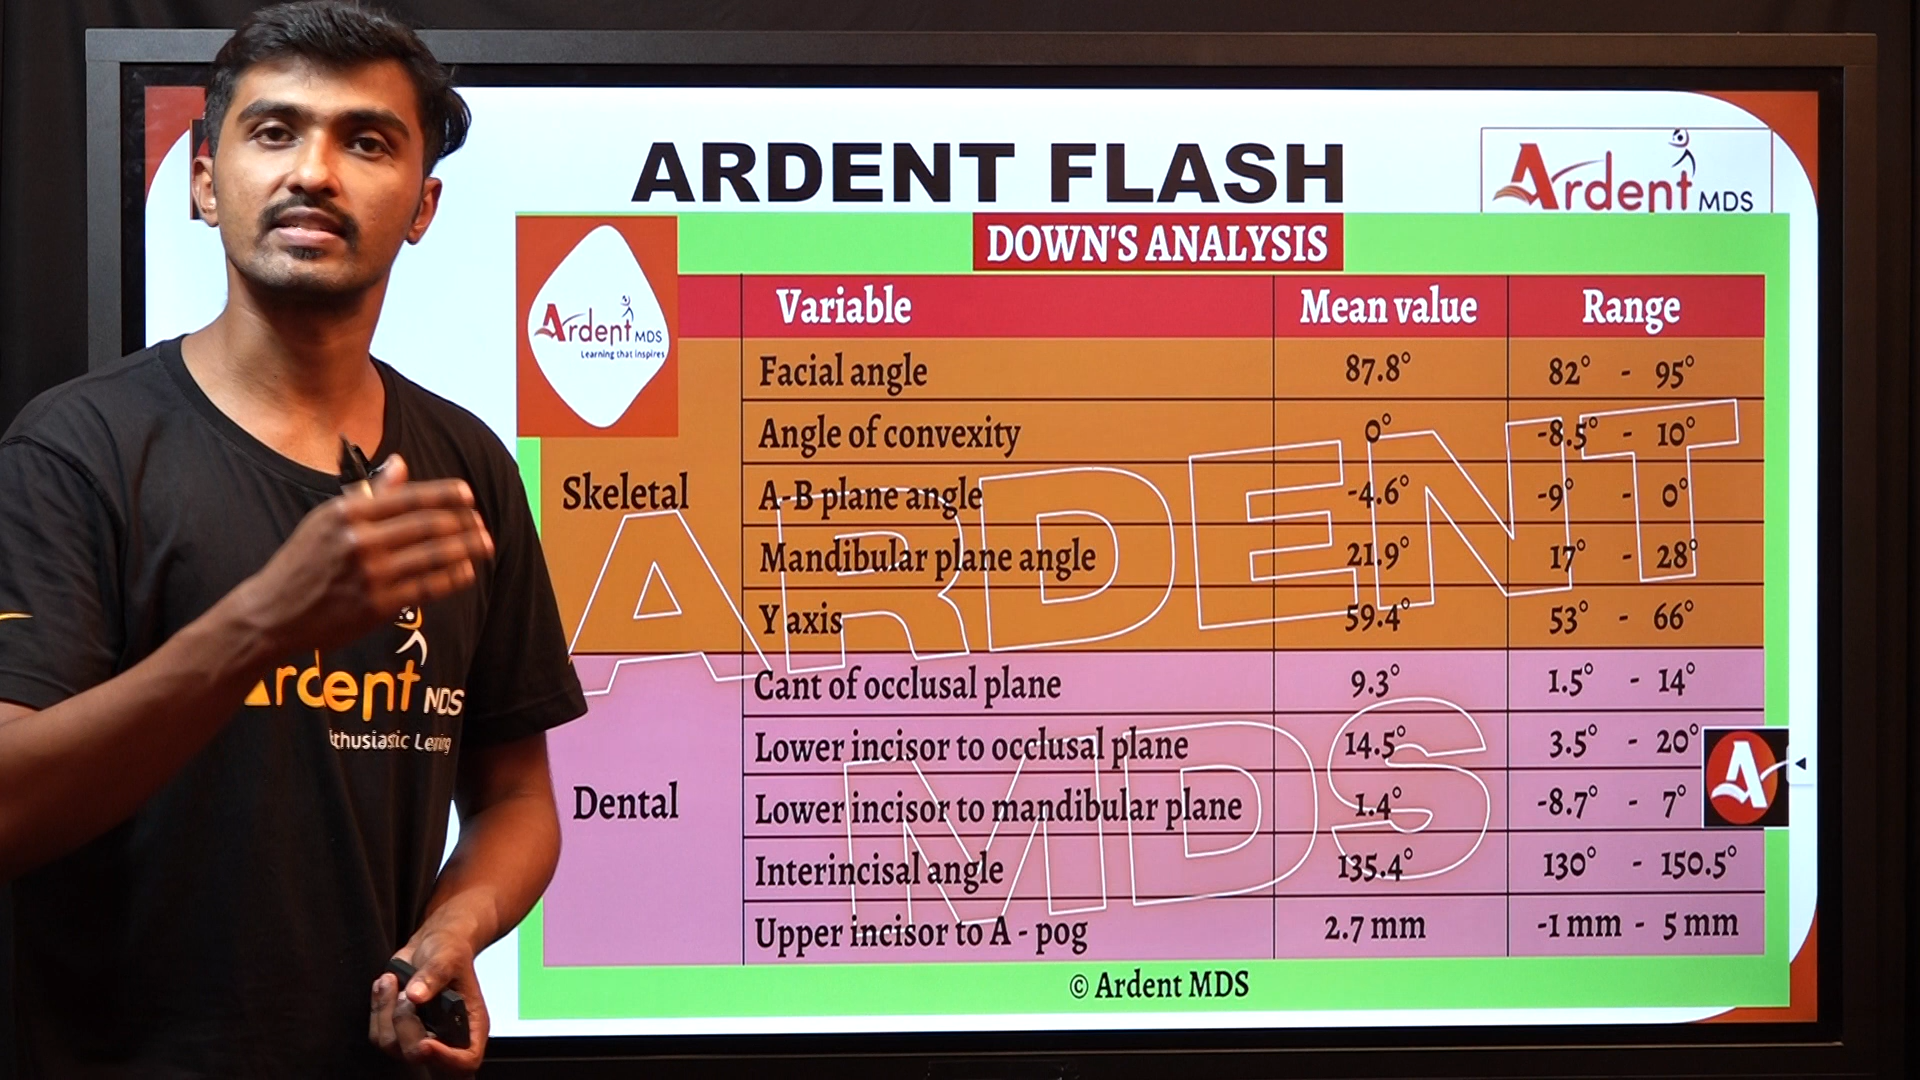 ARDENT FLASH
Ardent MDS
DOWN'S ANALYSIS
Ardent MDS
Learning that inspires
Variable Mean value Range
Skeletal
Facial angle 87.8° 82° - 95°
Angle of convexity 0° -8.5° - 10°
A-B plane angle -4.6° -9° - 0°
Mandibular plane angle 21.9° 17° - 28°
Y axis 59.4° 53° - 66°
Dental
Cant of occlusal plane 9.3° 1.5° - 14°
Lower incisor to occlusal plane 14.5° 3.5° - 20°
Lower incisor to mandibular plane 1.4° -8.7° - 7°
Interincisal angle 135.4° 130° - 150.5°
Upper incisor to A - pog 2.7 mm -1 mm - 5 mm
© Ardent MDS
ARDENT
MDS
A
Ardent MDS